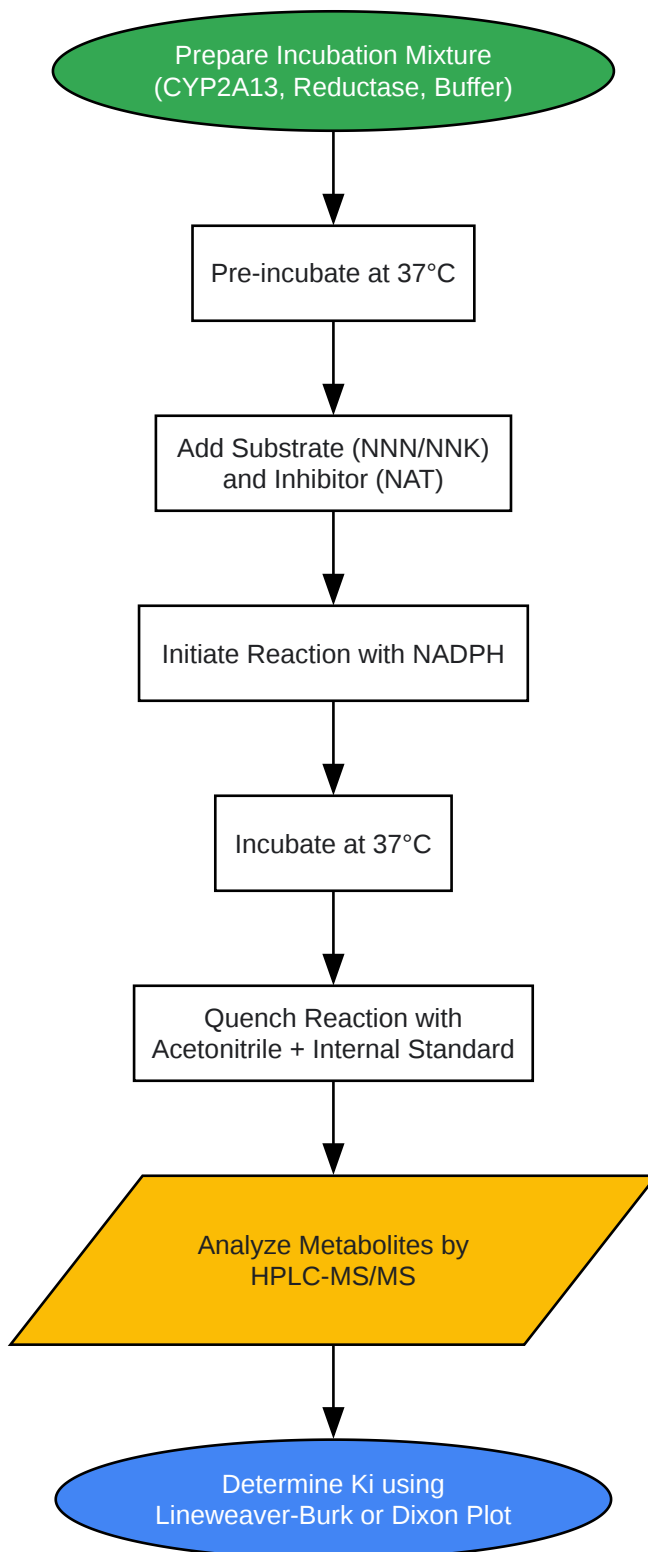 Prepare Incubation Mixture
(CYP2A13, Reductase, Buffer)
Pre-incubate at 37°C
Add Substrate (NNN/NNK)
and Inhibitor (NAT)
Initiate Reaction with NADPH
Incubate at 37°C
Quench Reaction with
Acetonitrile + Internal Standard
Analyze Metabolites by
HPLC-MS/MS
Determine Ki using
Lineweaver-Burk or Dixon Plot